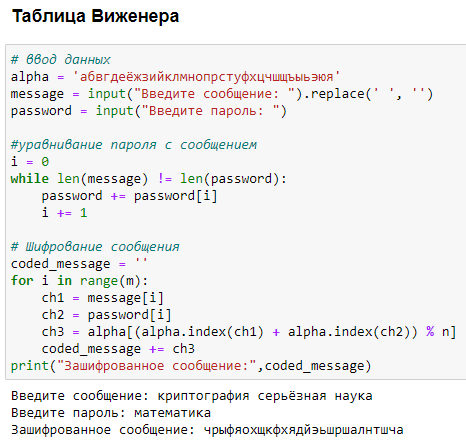 Таблица Виженера
# ввод данных
alpha = 'абвгдеёжзийклмнопрстуфхцчшщъыьэюя'
message = input("Введите сообщение: ").replace(' ', '')
password = input("Введите пароль: ")
#уравнивание пароля с сообщением
i = 0
while len(message) != len(password):
    password += password[i]
    i += 1
# Шифрование сообщения
coded_message = ''
for i in range(m):
    ch1 = message[i]
    ch2 = password[i]
    ch3 = alpha[(alpha.index(ch1) + alpha.index(ch2)) % n]
    coded_message += ch3
print("Зашифрованное сообщение:",coded_message)
Введите сообщение: криптография серьёзная наука
Введите пароль: математика
Зашифрованное сообщение: чрыфяохщкфхядйэьшршалнтшча